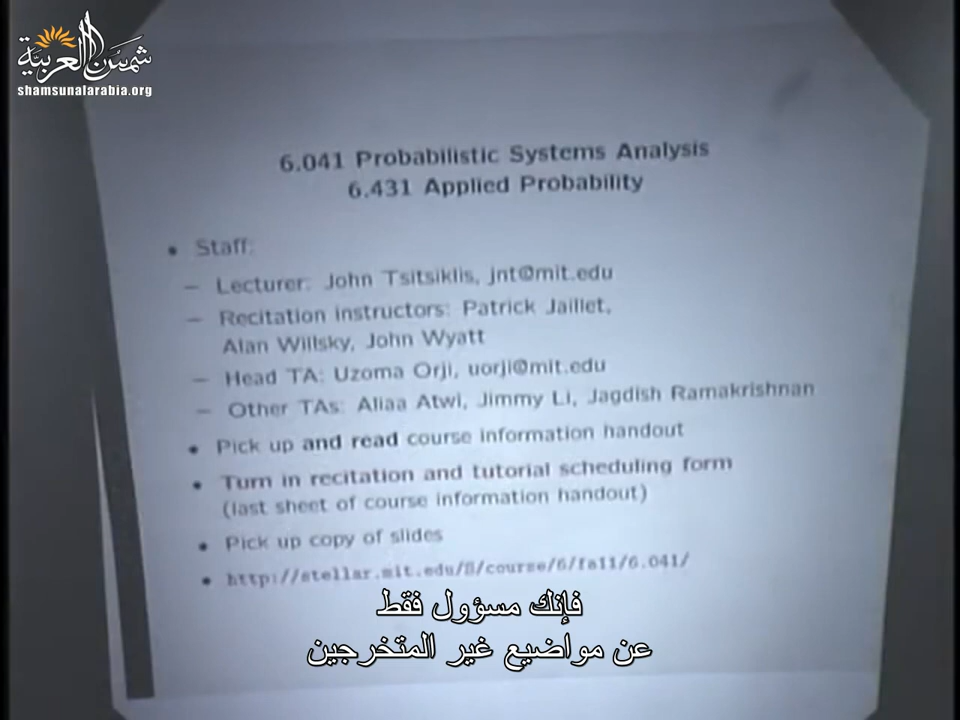 شمس العربية
shamsunalarabia.org
6.041 Probabilistic Systems Analysis
6.431 Applied Probability
• Staff:
– Lecturer: John Tsitsiklis, jnt@mit.edu
– Recitation instructors: Patrick Jaillet,
Alan Willsky, John Wyatt
– Head TA: Uzoma Orji, uorji@mit.edu
– Other TAs: Aliaa Atwi, Jimmy Li, Jagdish Ramakrishnan
• Pick up and read course information handout
• Turn in recitation and tutorial scheduling form
(last sheet of course information handout)
• Pick up copy of slides
• http://stellar.mit.edu/S/course/6/fa11/6.041/
فإنك مسؤول فقط
عن مواضيع غير المتخرجين